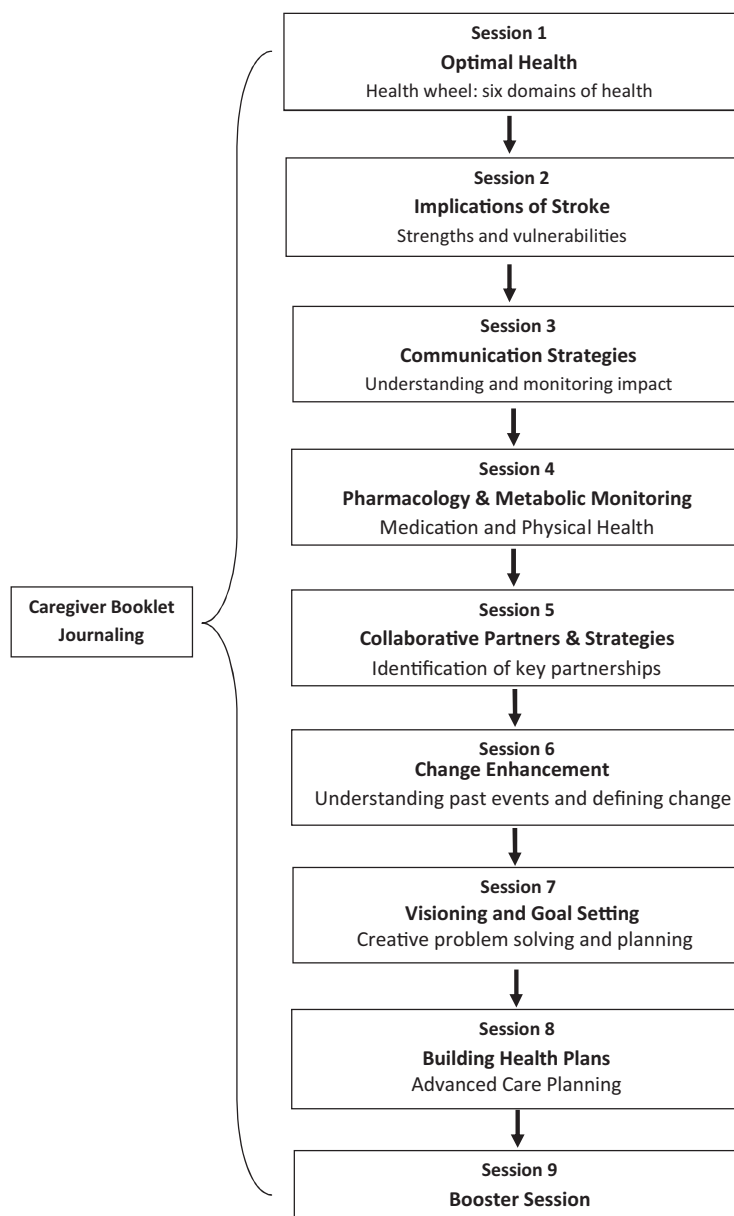 Session 1
Optimal Health
Health wheel: six domains of health
Session 2
Implications of Stroke
Strengths and vulnerabilities
Session 3
Communication Strategies
Understanding and monitoring impact
Session 4
Pharmacology & Metabolic Monitoring
Medication and Physical Health
Caregiver Booklet
Journaling
Session 5
Collaborative Partners & Strategies
Identification of key partnerships
Session 6
Change Enhancement
Understanding past events and defining change
Session 7
Visioning and Goal Setting
Creative problem solving and planning
Session 8
Building Health Plans
Advanced Care Planning
Session 9
Booster Session